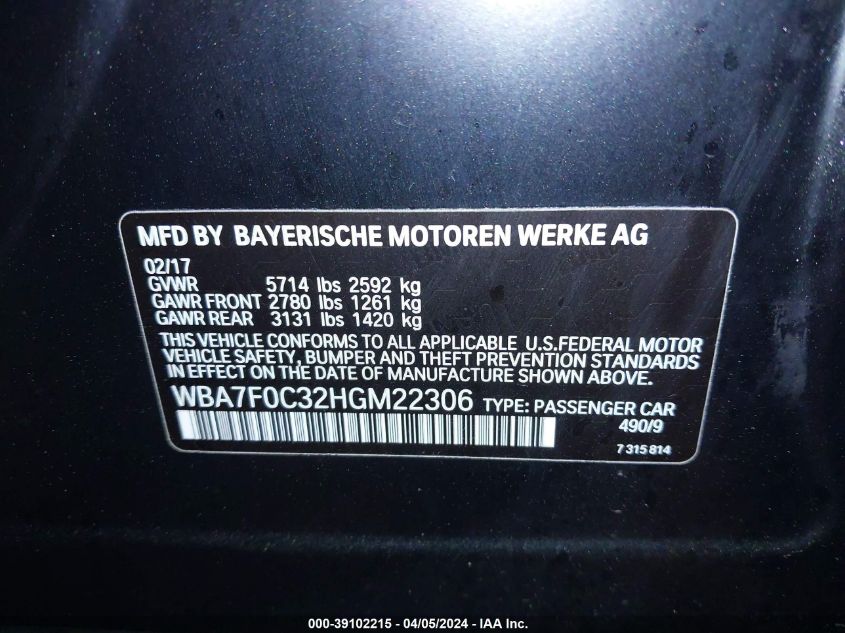 MFD BY BAYERISCHE MOTOREN WERKE AG
02/17
GVWR 5714 lbs 2592 kg
GAWR FRONT 2780 lbs 1261 kg
GAWR REAR 3131 lbs 1420 kg
THIS VEHICLE CONFORMS TO ALL APPLICABLE U.S.FEDERAL MOTOR
VEHICLE SAFETY, BUMPER AND THEFT PREVENTION STANDARDS
IN EFFECT ON THE DATE OF MANUFACTURE SHOWN ABOVE.
WBA7F0C32HGM22306 TYPE: PASSENGER CAR
490/9
7 315 814
000-39102215 - 04/05/2024 - IAA Inc.